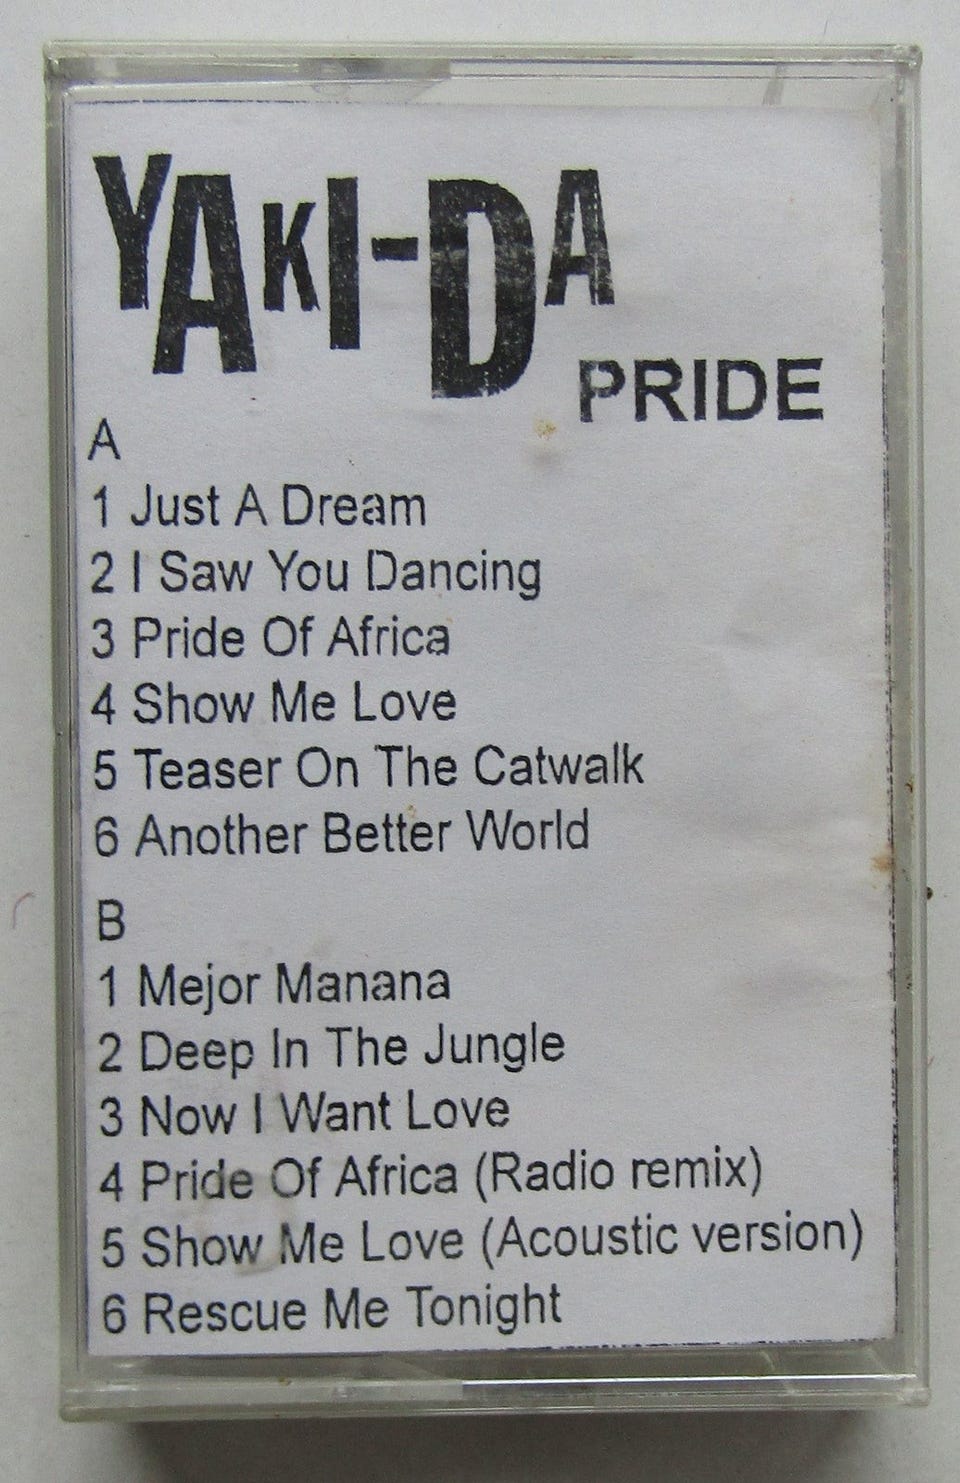 YAKI-DA
PRIDE
A
1 Just A Dream
2 I Saw You Dancing
3 Pride Of Africa
4 Show Me Love
5 Teaser On The Catwalk
6 Another Better World
B
1 Mejor Manana
2 Deep In The Jungle
3 Now I Want Love
4 Pride Of Africa (Radio remix)
5 Show Me Love (Acoustic version)
6 Rescue Me Tonight